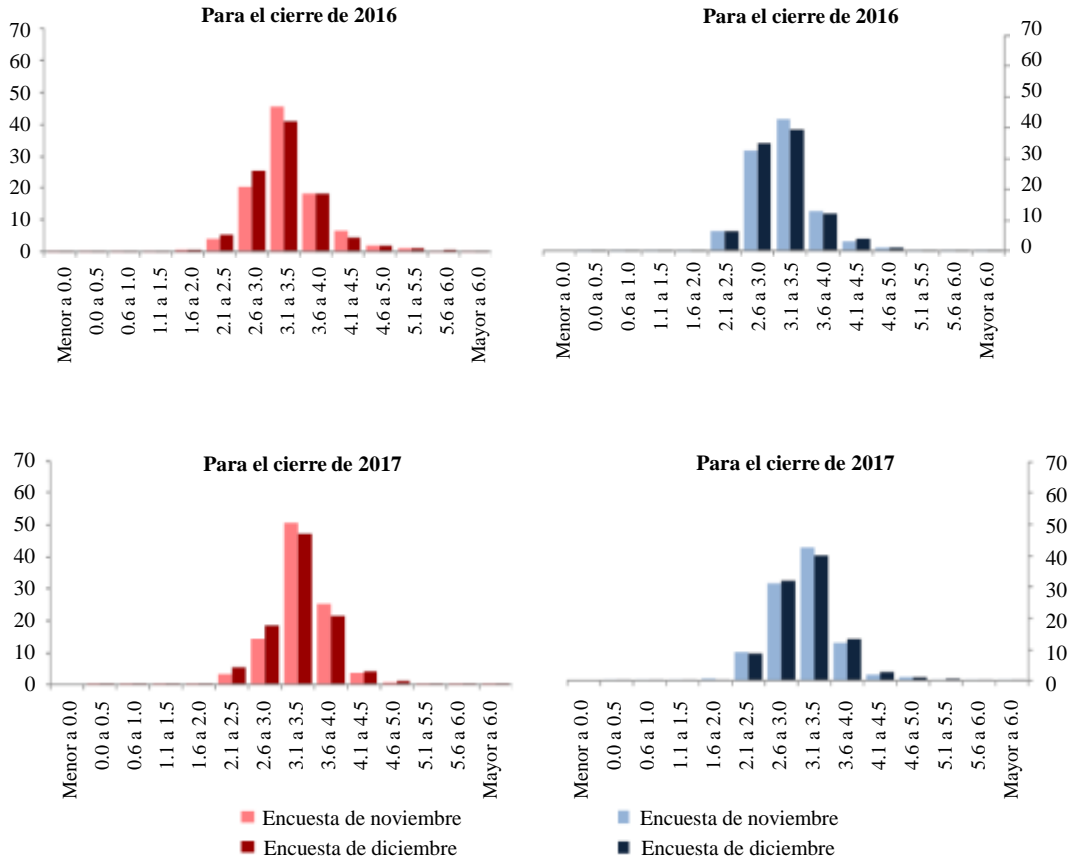 Para el cierre de 2016
70
60
50
40
30
20
10
0
Menor a 0.0
0.0 a 0.5
0.6 a 1.0
1.1 a 1.5
1.6 a 2.0
2.1 a 2.5
2.6 a 3.0
3.1 a 3.5
3.6 a 4.0
4.1 a 4.5
4.6 a 5.0
5.1 a 5.5
5.6 a 6.0
Mayor a 6.0
Para el cierre de 2016
70
60
50
40
30
20
10
0
Menor a 0.0
0.0 a 0.5
0.6 a 1.0
1.1 a 1.5
1.6 a 2.0
2.1 a 2.5
2.6 a 3.0
3.1 a 3.5
3.6 a 4.0
4.1 a 4.5
4.6 a 5.0
5.1 a 5.5
5.6 a 6.0
Mayor a 6.0
Para el cierre de 2017
70
60
50
40
30
20
10
0
Menor a 0.0
0.0 a 0.5
0.6 a 1.0
1.1 a 1.5
1.6 a 2.0
2.1 a 2.5
2.6 a 3.0
3.1 a 3.5
3.6 a 4.0
4.1 a 4.5
4.6 a 5.0
5.1 a 5.5
5.6 a 6.0
Mayor a 6.0
Encuesta de noviembre
Encuesta de diciembre
Para el cierre de 2017
70
60
50
40
30
20
10
0
Menor a 0.0
0.0 a 0.5
0.6 a 1.0
1.1 a 1.5
1.6 a 2.0
2.1 a 2.5
2.6 a 3.0
3.1 a 3.5
3.6 a 4.0
4.1 a 4.5
4.6 a 5.0
5.1 a 5.5
5.6 a 6.0
Mayor a 6.0
Encuesta de noviembre
Encuesta de diciembre